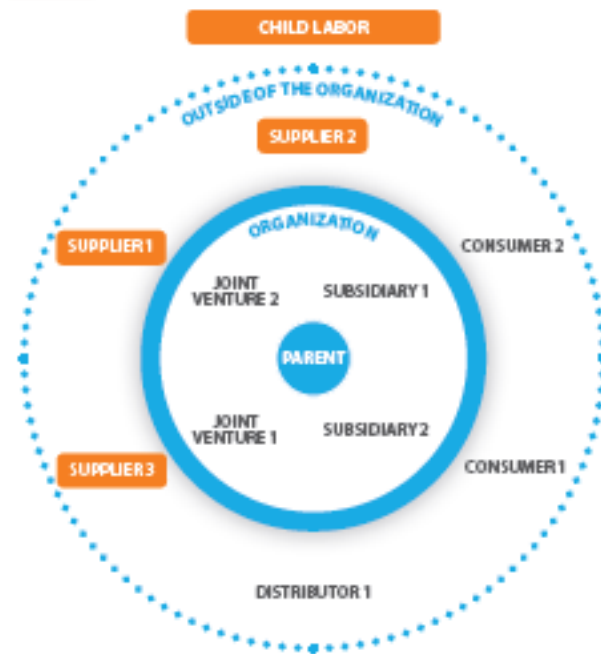 CHILD LABOR
OUTSIDE OF THE ORGANIZATION
SUPPLIER 2
SUPPLIER 1
ORGANIZATION
CONSUMER 2
JOINT
VENTURE 2
SUBSIDIARY 1
PARENT
JOINT
VENTURE 1
SUBSIDIARY 2
SUPPLIER 3
CONSUMER 1
DISTRIBUTOR 1